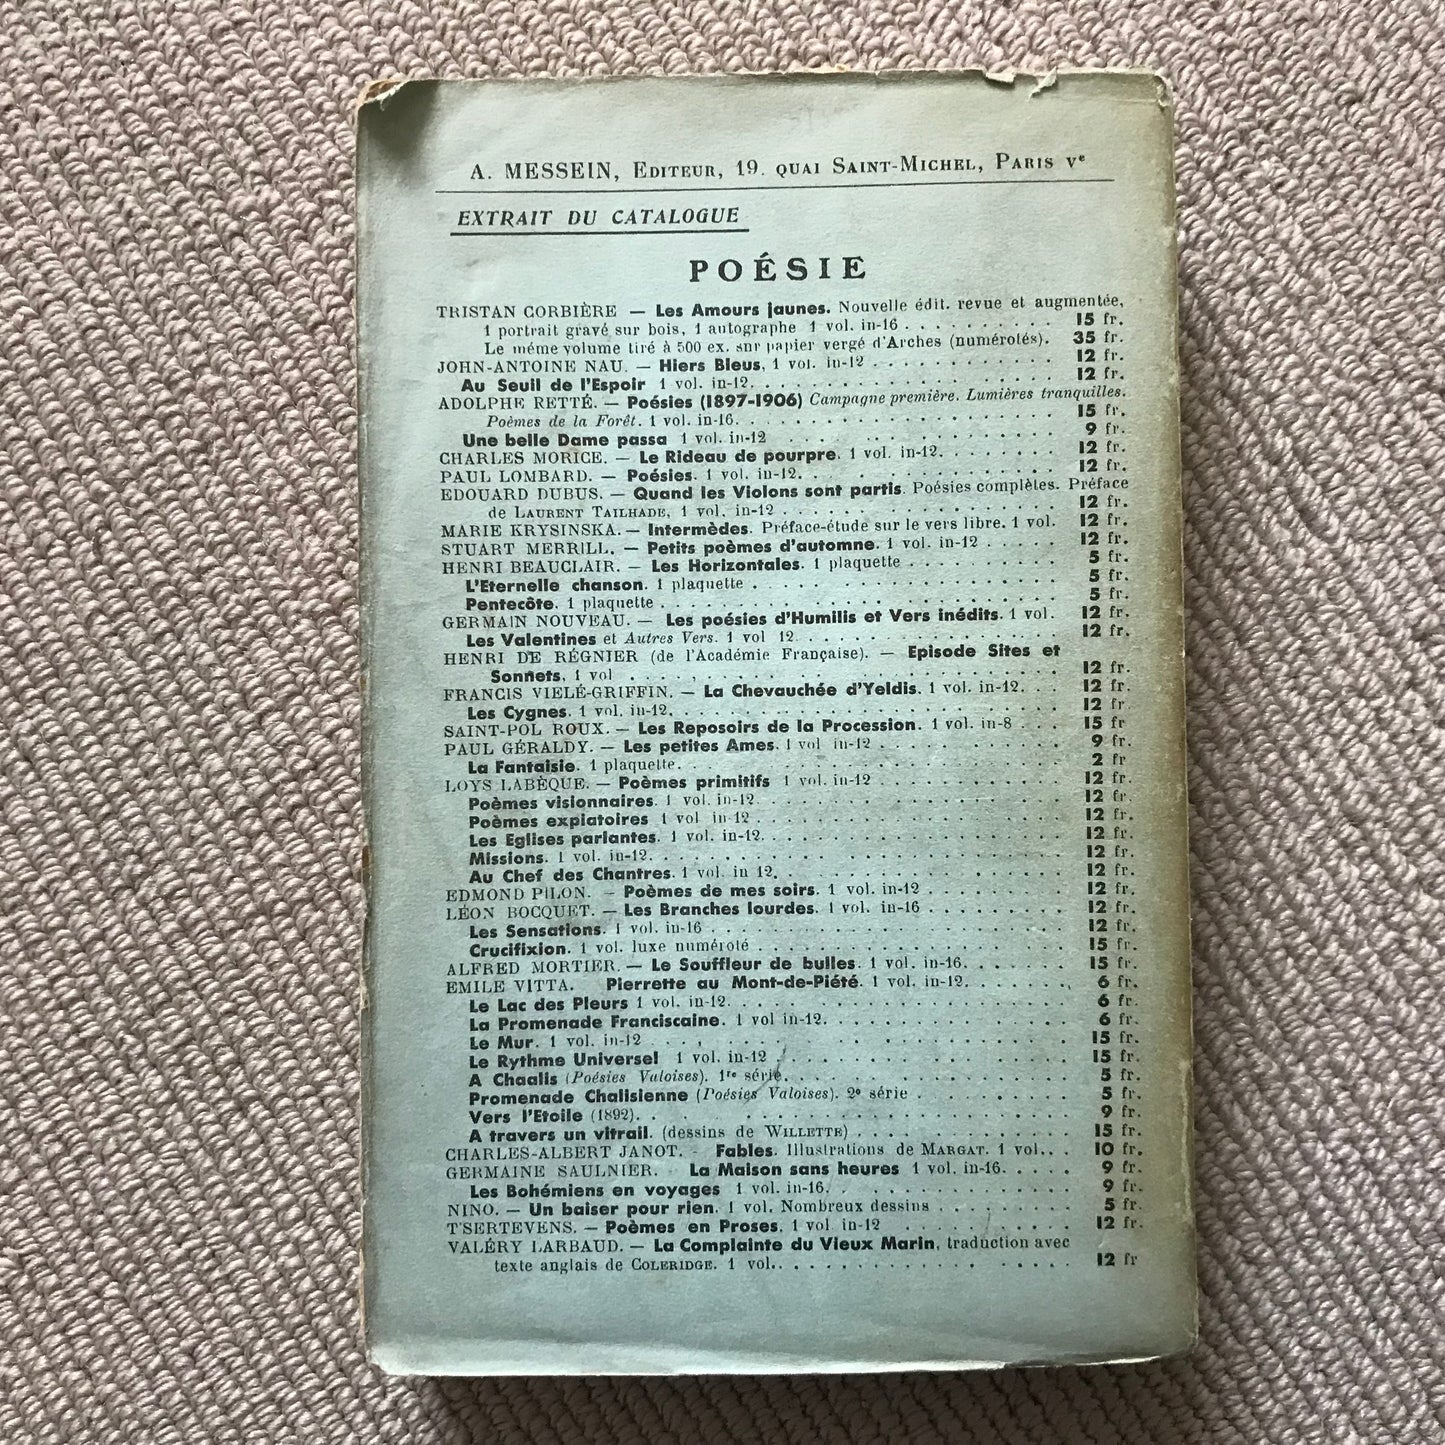 A. MESSEIN, EDITEUR, 19. QUAI SAINT-MICHEL, PARIS Ve
EXTRAIT DU CATALOGUE
POÉSIE
TRISTAN CORBIÈRE — Les Amours jaunes. Nouvelle édit. revue et augmentée,
1 portrait gravé sur bois, 1 autographe 1 vol. in-16 . . . . . . . . . . 15 fr.
Le même volume tiré à 500 ex. sur papier vergé d'Arches (numérotés). 35 fr.
JOHN-ANTOINE NAU. — Hiers Bleus, 1 vol. in-12 . . . . . . . . . . 12 fr.
Au Seuil de l'Espoir 1 vol. in-12. . . . . . . . . . 12 fr.
ADOLPHE RETTÉ. — Poésies (1897-1906) Campagne première. Lumières tranquilles.
Poèmes de la Forêt. 1 vol. in-16. . . . . . . . . . 15 fr.
Une belle Dame passa 1 vol. in-12 . . . . . . . . . . 9 fr.
CHARLES MORICE. — Le Rideau de pourpre. 1 vol. in-12. . . . . . . . 12 fr.
PAUL LOMBARD. — Poésies. 1 vol. in-12. . . . . . . . . . 12 fr.
EDOUARD DUBUS. — Quand les Violons sont partis. Poésies complètes. Préface
de LAURENT TAILHADE, 1 vol. in-12 . . . . . . . . . . 12 fr.
MARIE KRYSINSKA. — Intermèdes. Préface-étude sur le vers libre. 1 vol. 12 fr.
STUART MERRILL. — Petits poèmes d'automne. 1 vol. in-12 . . . . . 12 fr.
HENRI BEAUCLAIR. — Les Horizontales. 1 plaquette . . . . . . . . . . 5 fr.
L'Eternelle chanson. 1 plaquette . . . . . . . . . . 5 fr.
Pentecôte. 1 plaquette . . . . . . . . . . 5 fr.
GERMAIN NOUVEAU. — Les poésies d'Humilis et Vers inédits. 1 vol. 12 fr.
Les Valentines et Autres Vers. 1 vol 12. . . . . . . . . . 12 fr.
HENRI DE RÉGNIER (de l'Académie Française). — Episode Sites et
Sonnets, 1 vol . . . . . . . . . . 12 fr.
FRANCIS VIELÉ-GRIFFIN. — La Chevauchée d'Yeldis. 1 vol. in-12. . . 12 fr.
Les Cygnes. 1 vol. in-12. . . . . . . . . . 12 fr
SAINT-POL ROUX. — Les Reposoirs de la Procession. 1 vol. in-8 . . . 15 fr
PAUL GÉRALDY. — Les petites Ames. 1 vol in-12 . . . . . . . . . . 9 fr.
La Fantaisie. 1 plaquette. . . . . . . . . . 2 fr
LOYS LABÈQUE. — Poèmes primitifs 1 vol. in-12 . . . . . . . . . . 12 fr.
Poèmes visionnaires. 1 vol. in-12. . . . . . . . . . 12 fr.
Poèmes expiatoires 1 vol in-12 . . . . . . . . . . 12 fr.
Les Eglises parlantes. 1 vol. in-12. . . . . . . . . . 12 fr.
Missions. 1 vol. in-12. . . . . . . . . . 12 fr.
Au Chef des Chantres. 1 vol. in 12. . . . . . . . . . 12 fr.
EDMOND PILON. — Poèmes de mes soirs. 1 vol. in-12 . . . . . . . . 12 fr.
LÉON BOCQUET. — Les Branches lourdes. 1 vol. in-16 . . . . . . . . 12 fr.
Les Sensations. 1 vol. in-16 . . . . . . . . . . 12 fr.
Crucifixion. 1 vol. luxe numéroté . . . . . . . . . . 15 fr.
ALFRED MORTIER. — Le Souffleur de bulles. 1 vol. in-16. . . . . . . 15 fr.
EMILE VITTA. Pierrette au Mont-de-Piété. 1 vol. in-12. . . . . . . 6 fr.
Le Lac des Pleurs 1 vol. in-12. . . . . . . . . . 6 fr.
La Promenade Franciscaine. 1 vol in-12. . . . . . . . . . 6 fr.
Le Mur. 1 vol. in-12 . . . . . . . . . . 15 fr.
Le Rythme Universel 1 vol. in-12 . . . . . . . . . . 15 fr.
A Chaalis (Poésies Valoises). 1re série. . . . . . . . . . 5 fr.
Promenade Chalisienne (Poésies Valoises). 2e série . . . . . . . . . 5 fr.
Vers l'Etoile (1892). . . . . . . . . . 9 fr.
A travers un vitrail. (dessins de WILLETTE) . . . . . . . . . . 15 fr.
CHARLES-ALBERT JANOT. - Fables. Illustrations de MARGAT. 1 vol.. . 10 fr.
GERMAINE SAULNIER. - La Maison sans heures 1 vol. in-16. . . . . 9 fr.
Les Bohémiens en voyages 1 vol. in-16. . . . . . . . . . 9 fr.
NINO. — Un baiser pour rien. 1 vol. Nombreux dessins . . . . . . . . . 5 fr.
T'SERTEVENS. — Poèmes en Proses. 1 vol. in-12 . . . . . . . . . . 12 fr.
VALÉRY LARBAUD. — La Complainte du Vieux Marin, traduction avec
texte anglais de COLERIDGE. 1 vol.. . . . . . . . . . 12 fr